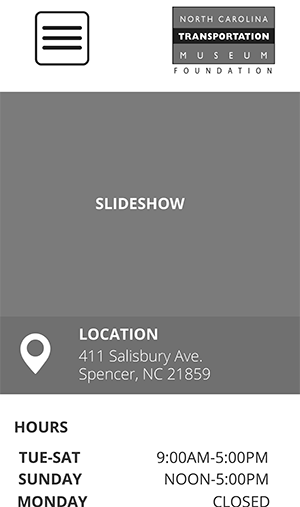 NORTH CAROLINA
TRANSPORTATION
MUSEUM
FOUNDATION
SLIDESHOW
LOCATION
411 Salisbury Ave.
Spencer, NC 21859
HOURS
TUE-SAT 9:00AM-5:00PM
SUNDAY NOON-5:00PM
MONDAY CLOSED